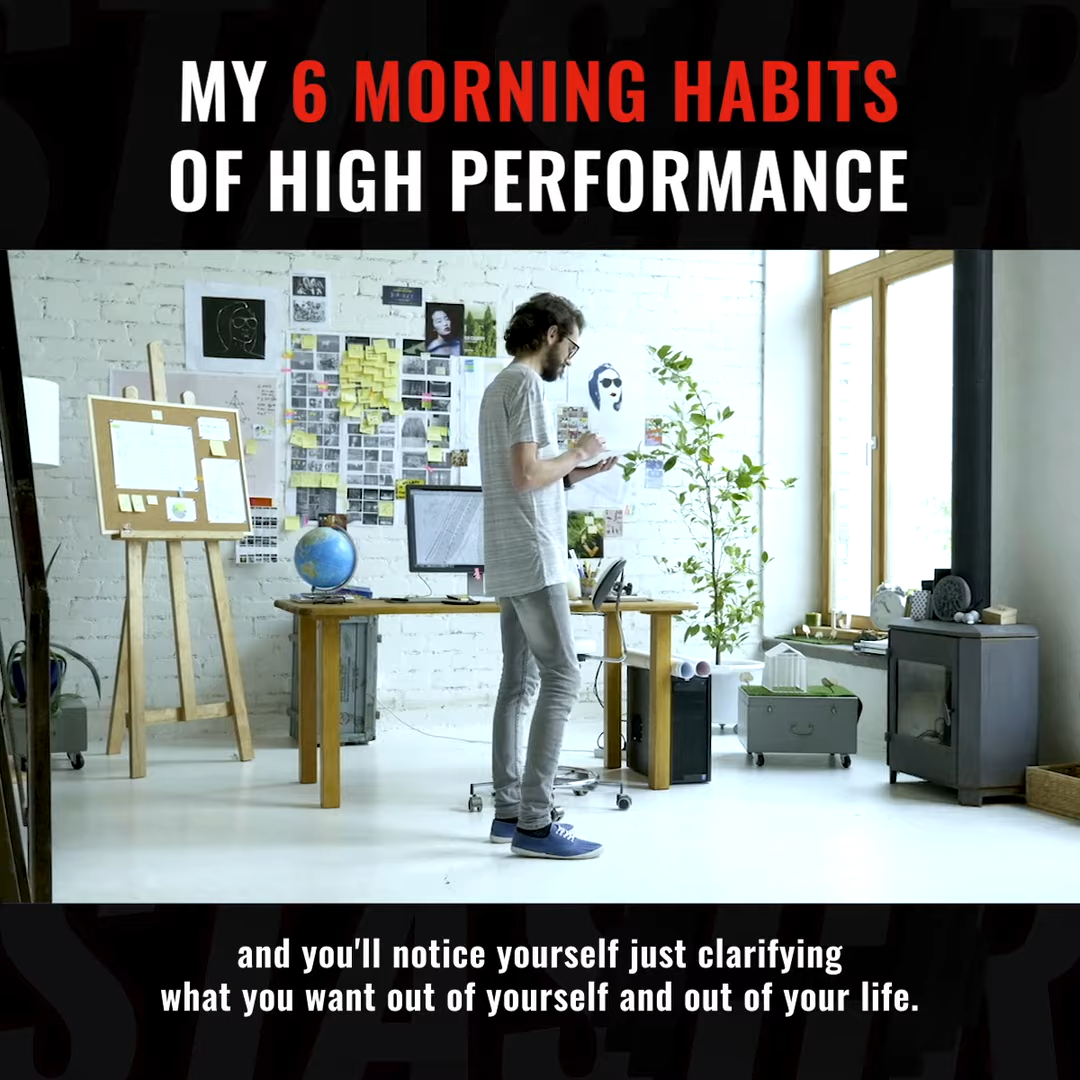 MY 6 MORNING HABITS
OF HIGH PERFORMANCE
and you'll notice yourself just clarifying
what you want out of yourself and out of your life.